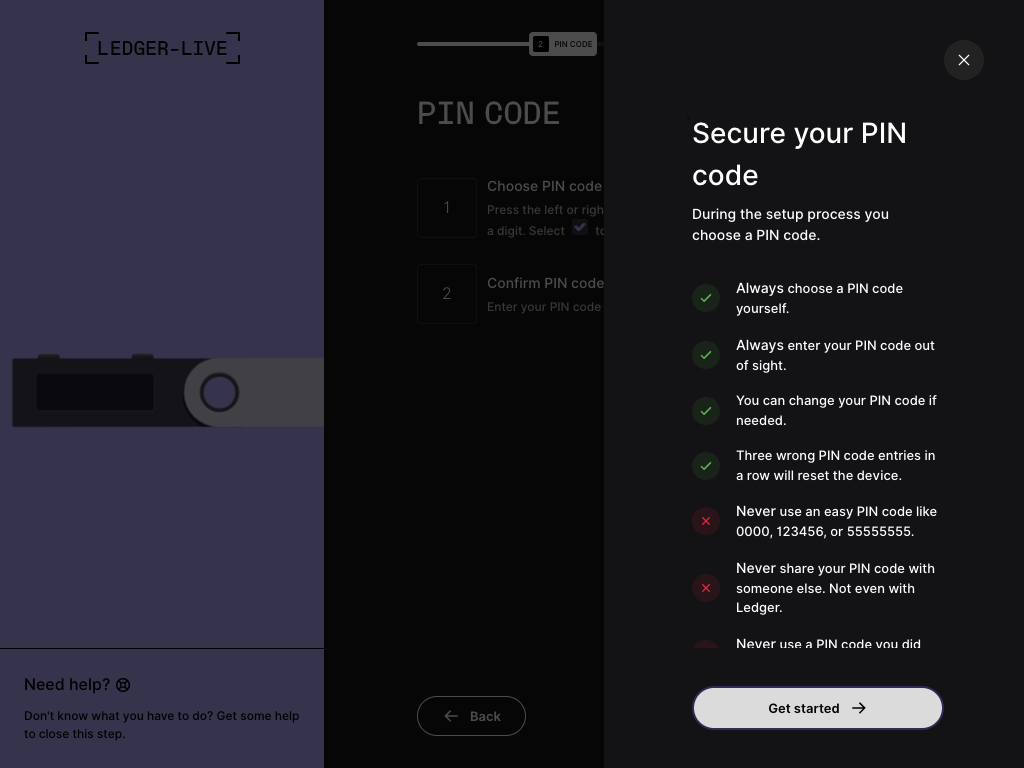 LEDGER-LIVE
2 PIN CODE
PIN CODE
1
Choose PIN code
Press the left or righ
a digit. Select to
2
Confirm PIN code
Enter your PIN code
Back
Need help?
Don't know what you have to do? Get some help
to close this step.
Secure your PIN
code
During the setup process you
choose a PIN code.
Always choose a PIN code
yourself.
Always enter your PIN code out
of sight.
You can change your PIN code if
needed.
Three wrong PIN code entries in
a row will reset the device.
Never use an easy PIN code like
0000, 123456, or 55555555.
Never share your PIN code with
someone else. Not even with
Ledger.
Never use a PIN code you did
Get started